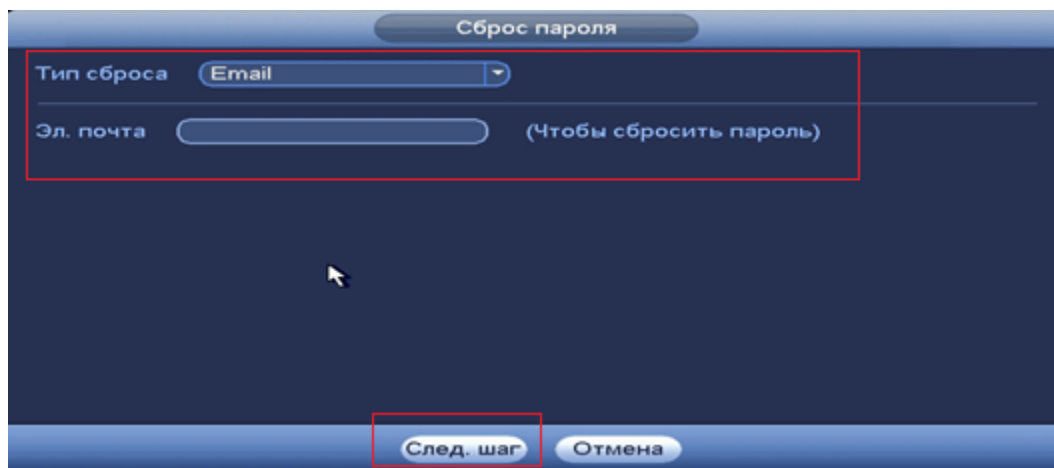 Сброс пароля
Тип сброса Email
Эл. почта (Чтобы сбросить пароль)
След. шаг Отмена